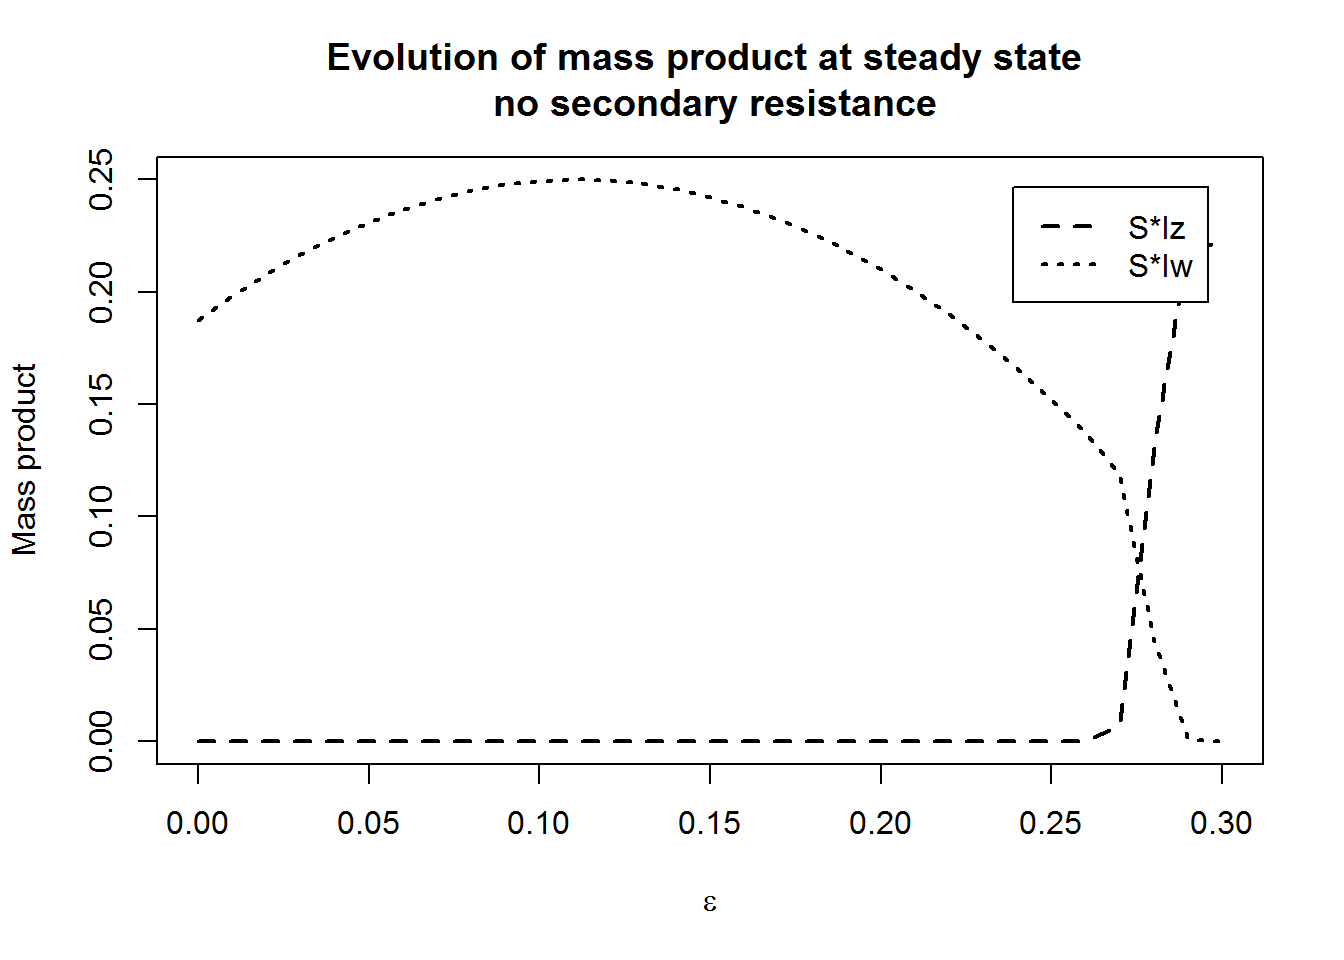 Evolution of mass product at steady state
no secondary resistance
Mass product
0.25
0.20
0.15
0.10
0.05
0.00
S*Iz
S*Iw
0.00 0.05 0.10 0.15 0.20 0.25 0.30
ε